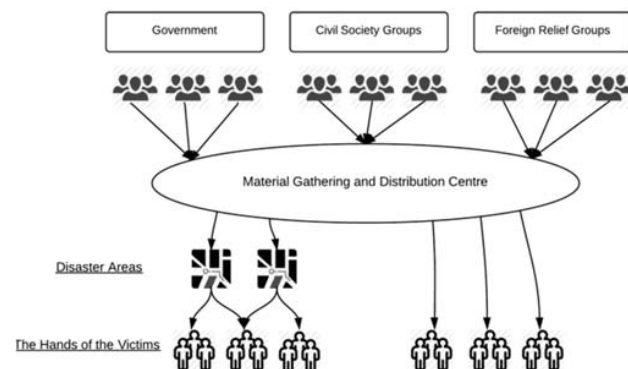 Government
Civil Society Groups
Foreign Relief Groups
Material Gathering and Distribution Centre
Disaster Areas
The Hands of the Victims